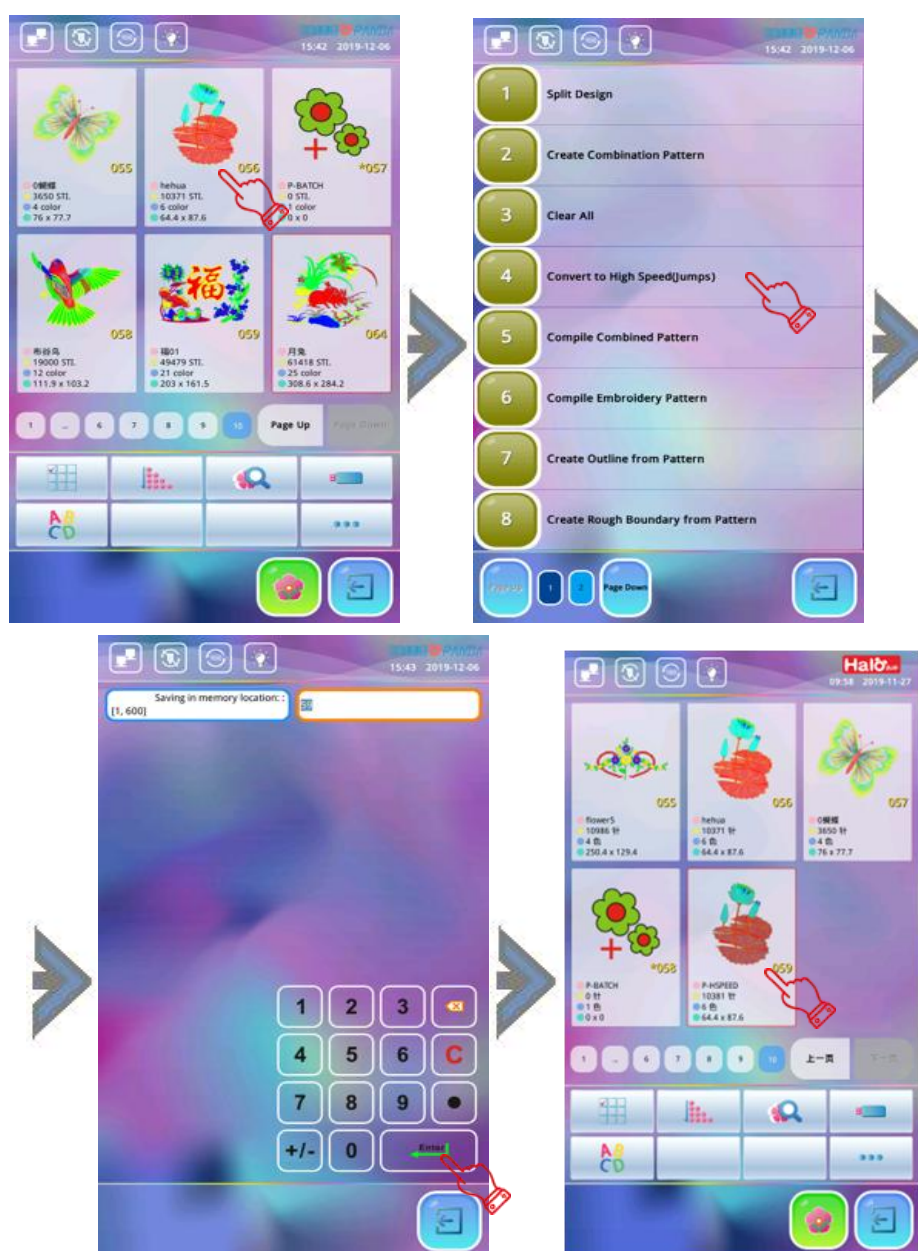 15:42 2019-12-06
055
0蝴蝶
3650 STI.
4 color
76 x 77.7
056
hehua
10371 STI.
6 color
64.4 x 87.6
*057
P-BATCH
0 STI.
1 color
0 x 0
058
布谷鸟
19000 STI.
12 color
111.9 x 103.2
059
福01
49479 STI.
21 color
203 x 161.5
064
月兔
61418 STI.
25 color
308.6 x 284.2
1 .. 6 7 8 9 10 Page Up Page Down
AB
CD
15:42 2019-12-06
1 Split Design
2 Create Combination Pattern
3 Clear All
4 Convert to High Speed(Jumps)
5 Compile Combined Pattern
6 Compile Embroidery Pattern
7 Create Outline from Pattern
8 Create Rough Boundary from Pattern
Page Up 1 2 Page Down
15:43 2019-12-06
Saving in memory location: :
[1, 600]
59
1 2 3
4 5 6 C
7 8 9
+/- 0 Enter
Halo
09:58 2019-11-27
055
flower5
10986 针
4 色
250.4 x 129.4
056
hehua
10371 针
6 色
64.4 x 87.6
057
0蝴蝶
3650 针
4 色
76 x 77.7
*058
P-BATCH
0 针
1 色
0 x 0
059
P-HSPEED
10381 针
6 色
64.4 x 87.6
1 .. 6 7 8 9 10 上一页 下一页
AB
CD